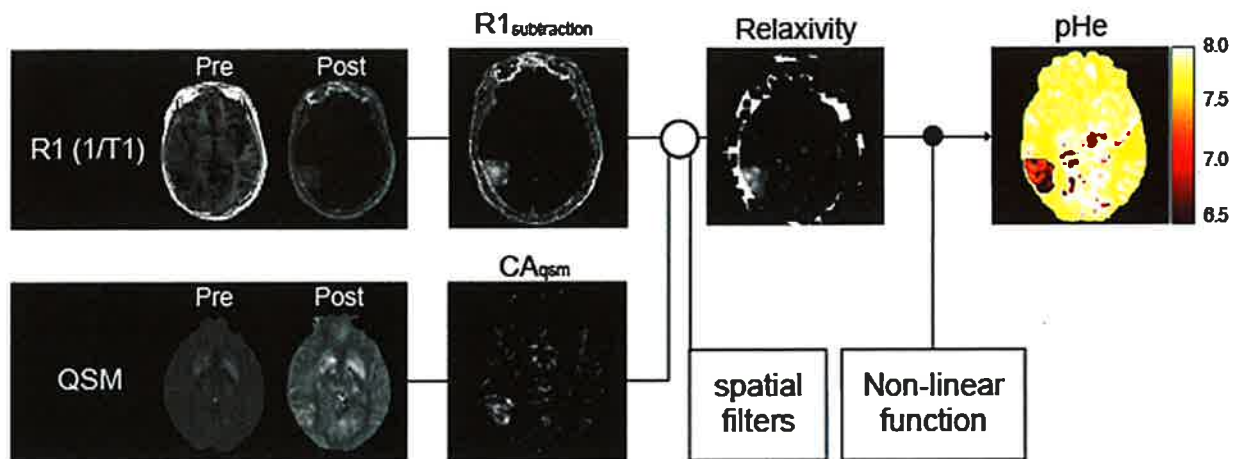 R1subtraction
Relaxivity
pHe
Pre
Post
R1 (1/T1)
8.0
7.5
7.0
6.5
CAqsm
Pre
Post
QSM
spatial
filters
Non-linear
function